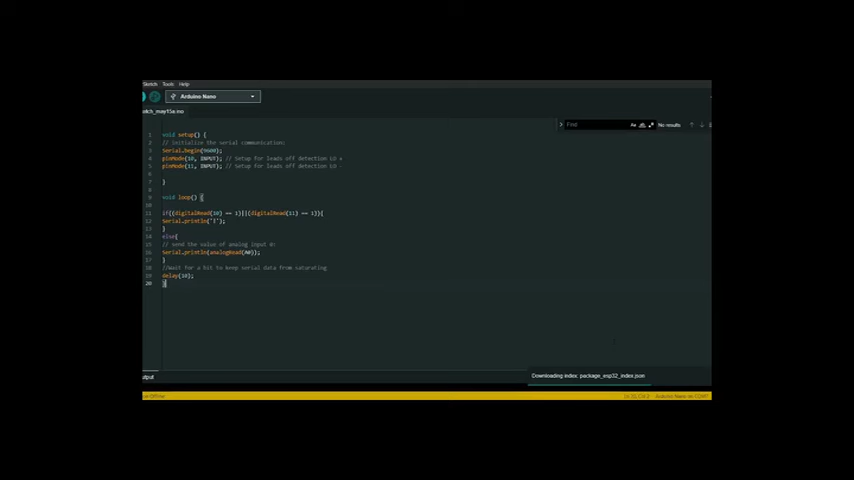 Sketch Tools Help
Arduino Nano
Find
No results
1 void setup() {
2 // Initialize the serial communication:
3 Serial.begin(9600);
4 pinMode(10, INPUT); // Setup for leads off detection LO +
5 pinMode(11, INPUT); // Setup for leads off detection LO -
6
7 }
8
9 void loop() {
10
11 if((digitalRead(10) == 1)||(digitalRead(11) == 1)){
12 Serial.println('!');
13 }
14 else{
15 // send the value of analog input 0:
16 Serial.println(analogRead(A0));
17 }
18 //Wait for a bit to keep serial data from saturating
19 delay(10);
20 }
utput
Downloading index: package_esp32_index.json